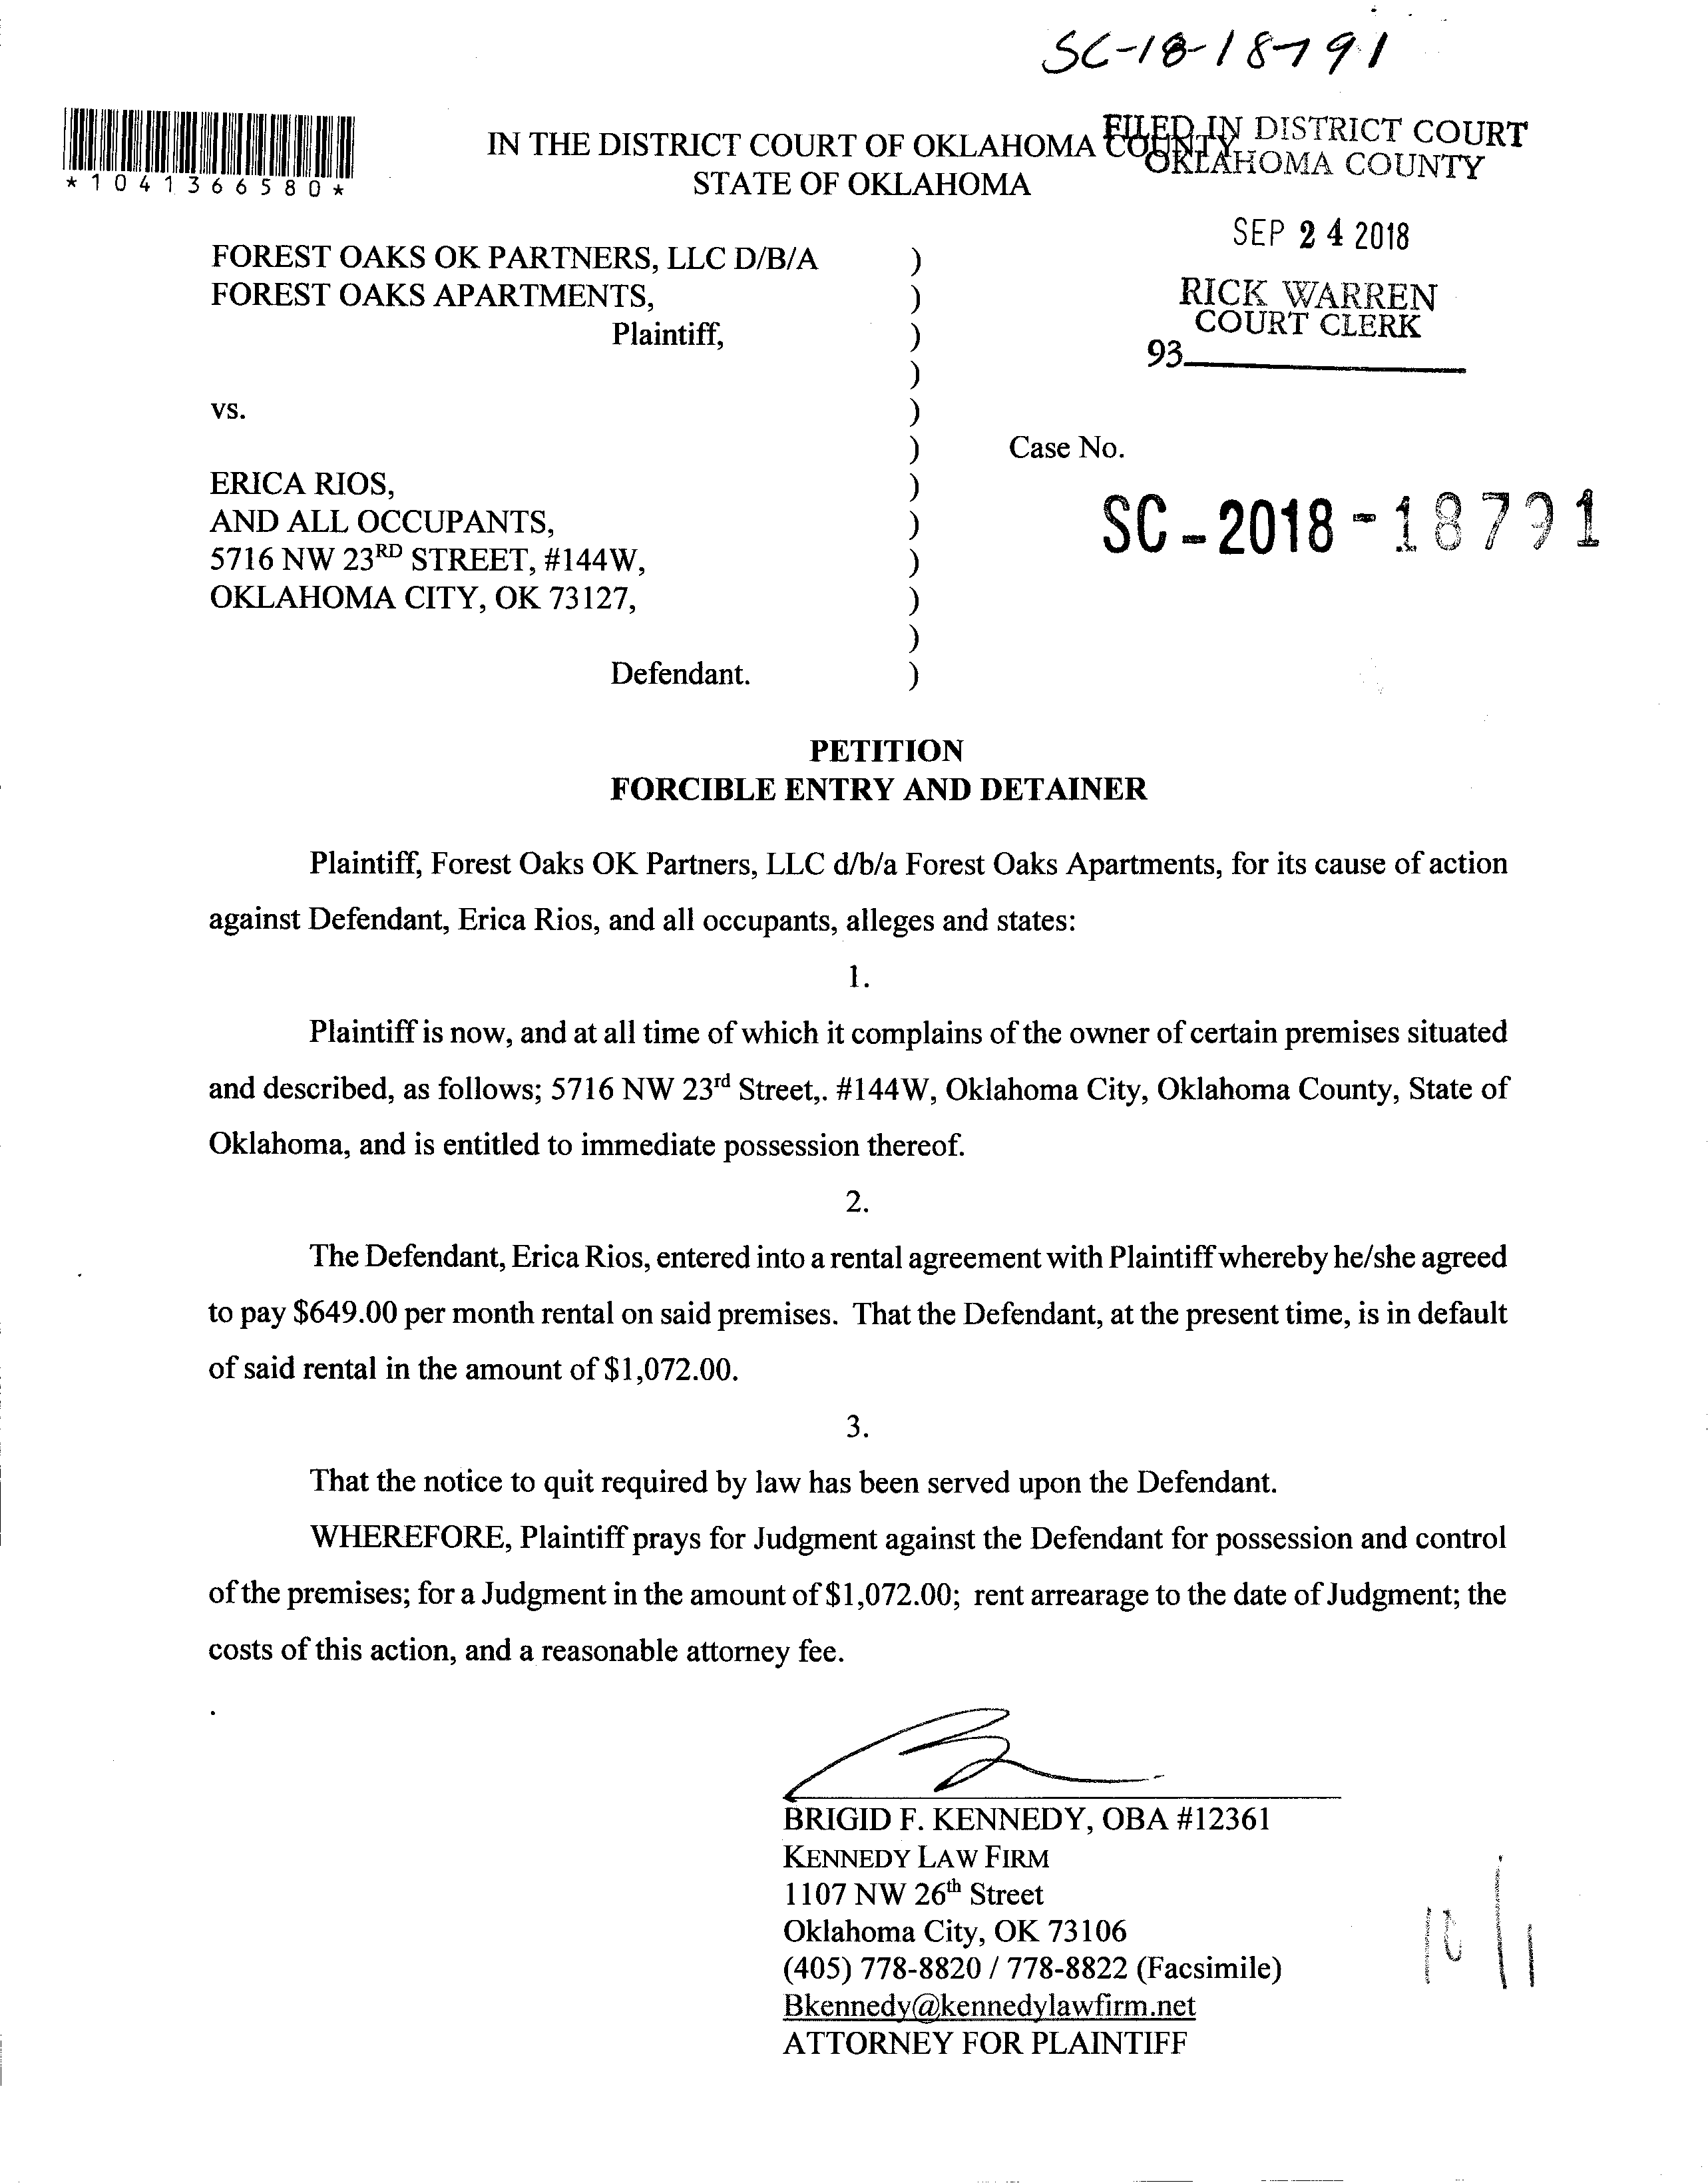 SC-18-18791
*1041366580*
IN THE DISTRICT COURT OF OKLAHOMA COUNTY
STATE OF OKLAHOMA
FILED IN DISTRICT COURT
OKLAHOMA COUNTY
SEP 24 2018
RICK WARREN
COURT CLERK
93
FOREST OAKS OK PARTNERS, LLC D/B/A )
FOREST OAKS APARTMENTS, )
Plaintiff, )
)
vs. )
) Case No.
ERICA RIOS, )
AND ALL OCCUPANTS, ) SC-2018-18791
5716 NW 23RD STREET, #144W, )
OKLAHOMA CITY, OK 73127, )
)
Defendant. )
PETITION
FORCIBLE ENTRY AND DETAINER
Plaintiff, Forest Oaks OK Partners, LLC d/b/a Forest Oaks Apartments, for its cause of action
against Defendant, Erica Rios, and all occupants, alleges and states:
1.
Plaintiff is now, and at all time of which it complains of the owner of certain premises situated
and described, as follows; 5716 NW 23rd Street,. #144W, Oklahoma City, Oklahoma County, State of
Oklahoma, and is entitled to immediate possession thereof.
2.
The Defendant, Erica Rios, entered into a rental agreement with Plaintiff whereby he/she agreed
to pay $649.00 per month rental on said premises. That the Defendant, at the present time, is in default
of said rental in the amount of $1,072.00.
3.
That the notice to quit required by law has been served upon the Defendant.
WHEREFORE, Plaintiff prays for Judgment against the Defendant for possession and control
of the premises; for a Judgment in the amount of $1,072.00; rent arrearage to the date of Judgment; the
costs of this action, and a reasonable attorney fee.
BRIGID F. KENNEDY, OBA #12361
KENNEDY LAW FIRM
1107 NW 26th Street
Oklahoma City, OK 73106
(405) 778-8820 / 778-8822 (Facsimile)
Bkennedy@kennedylawfirm.net
ATTORNEY FOR PLAINTIFF